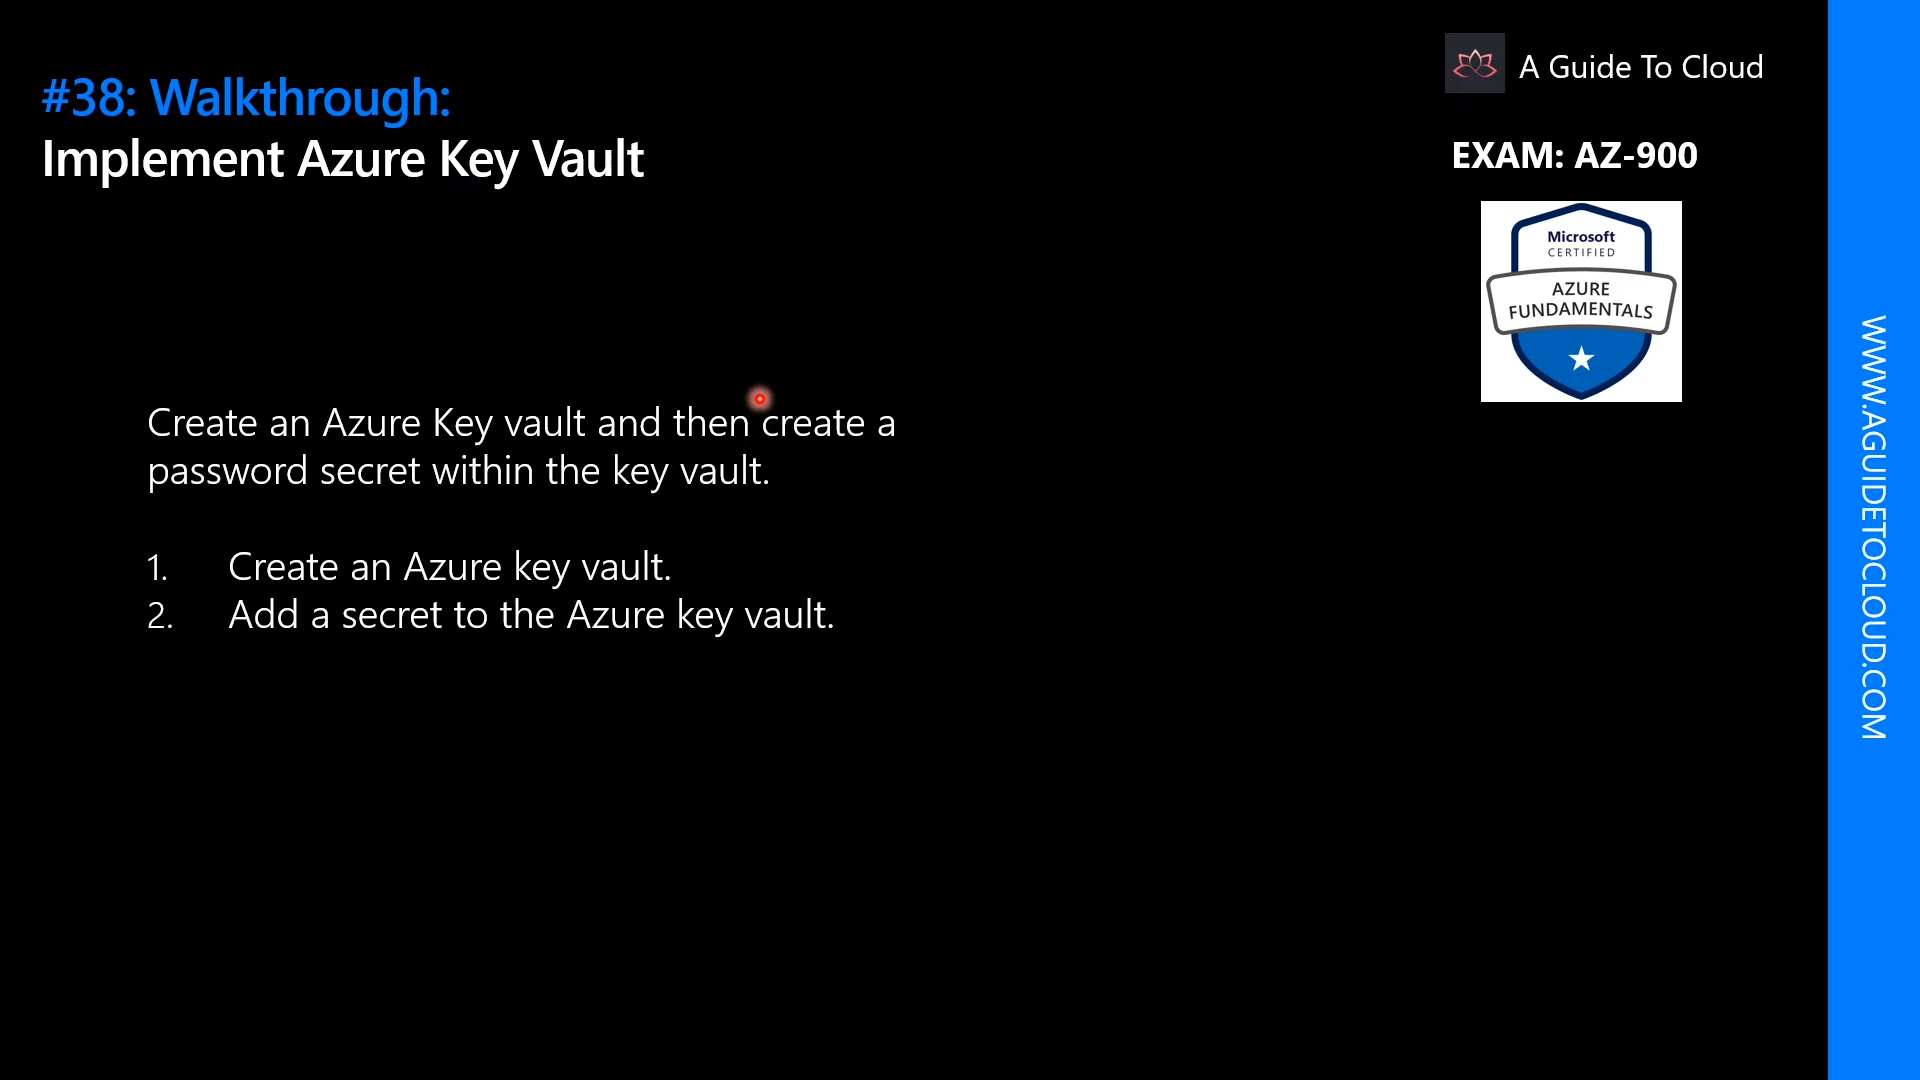 #38: Walkthrough:
Implement Azure Key Vault
A Guide To Cloud
EXAM: AZ-900
Microsoft
CERTIFIED
AZURE
FUNDAMENTALS
Create an Azure Key vault and then create a
password secret within the key vault.
1. Create an Azure key vault.
2. Add a secret to the Azure key vault.
WWW.AGUIDETOCLOUD.COM